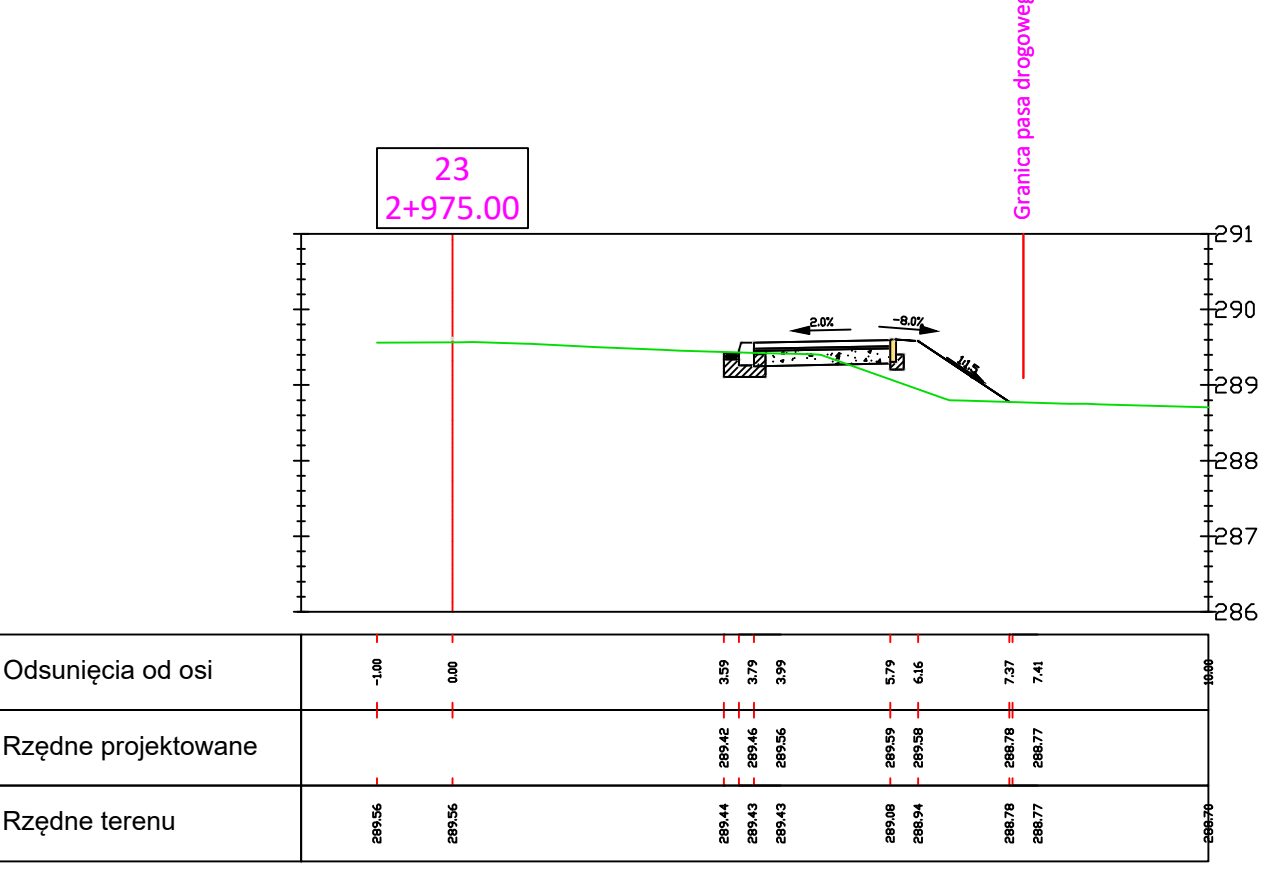 Granica pasa drogoweg
23
2+975.00
291
290
289
288
287
286
2.0%
-8.0%
1:1.5
Odsunięcia od osi
-1.00 0.00 3.59 3.79 3.99 5.79 6.16 7.37 7.41 10.00
Rzędne projektowane
289.42 289.46 289.56 289.59 289.58 288.78 288.77
Rzędne terenu
289.56 289.56 289.44 289.43 289.43 289.08 288.94 288.78 288.77 288.70